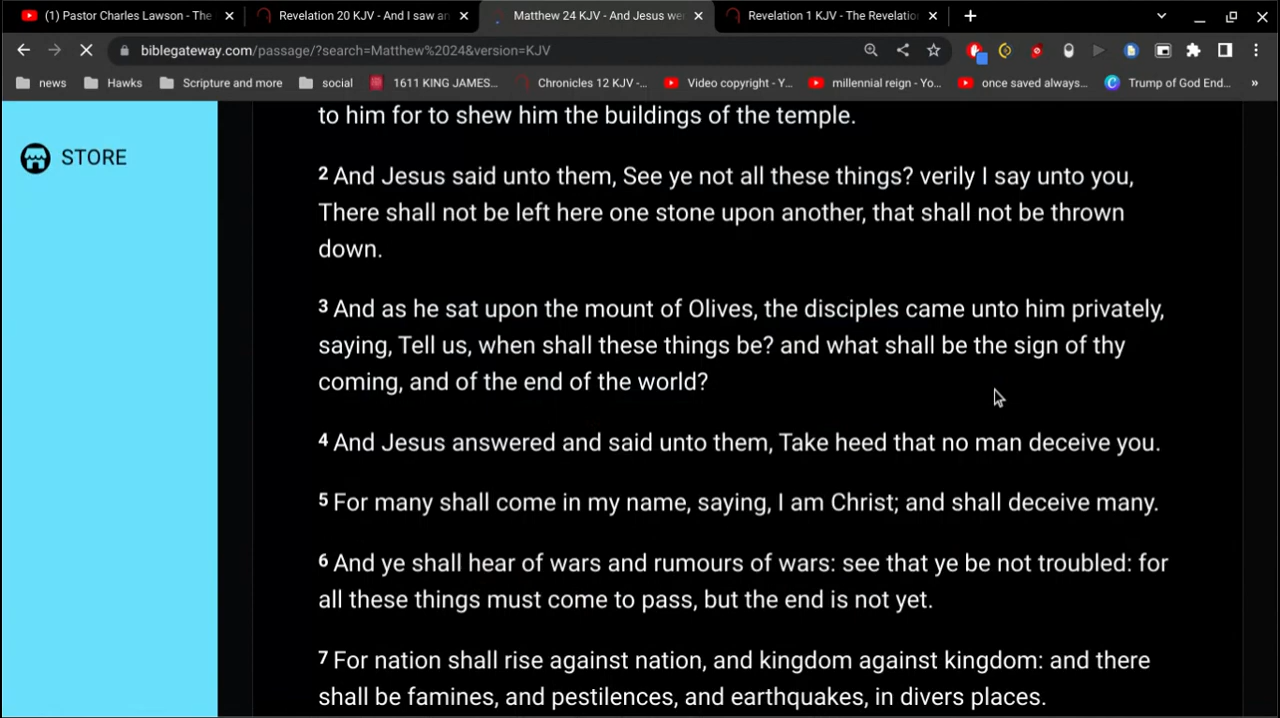 (1) Pastor Charles Lawson - The
Revelation 20 KJV - And I saw an
Matthew 24 KJV - And Jesus we
Revelation 1 KJV - The Revelatio
biblegateway.com/passage/?search=Matthew%2024&version=KJV
news
Hawks
Scripture and more
social
1611 KING JAMES...
Chronicles 12 KJV -...
Video copyright - Y...
millennial reign - Yo...
once saved always...
Trump of God End...
»
STORE
to him for to shew him the buildings of the temple.
2 And Jesus said unto them, See ye not all these things? verily I say unto you,
There shall not be left here one stone upon another, that shall not be thrown
down.
3 And as he sat upon the mount of Olives, the disciples came unto him privately,
saying, Tell us, when shall these things be? and what shall be the sign of thy
coming, and of the end of the world?
4 And Jesus answered and said unto them, Take heed that no man deceive you.
5 For many shall come in my name, saying, I am Christ; and shall deceive many.
6 And ye shall hear of wars and rumours of wars: see that ye be not troubled: for
all these things must come to pass, but the end is not yet.
7 For nation shall rise against nation, and kingdom against kingdom: and there
shall be famines, and pestilences, and earthquakes, in divers places.